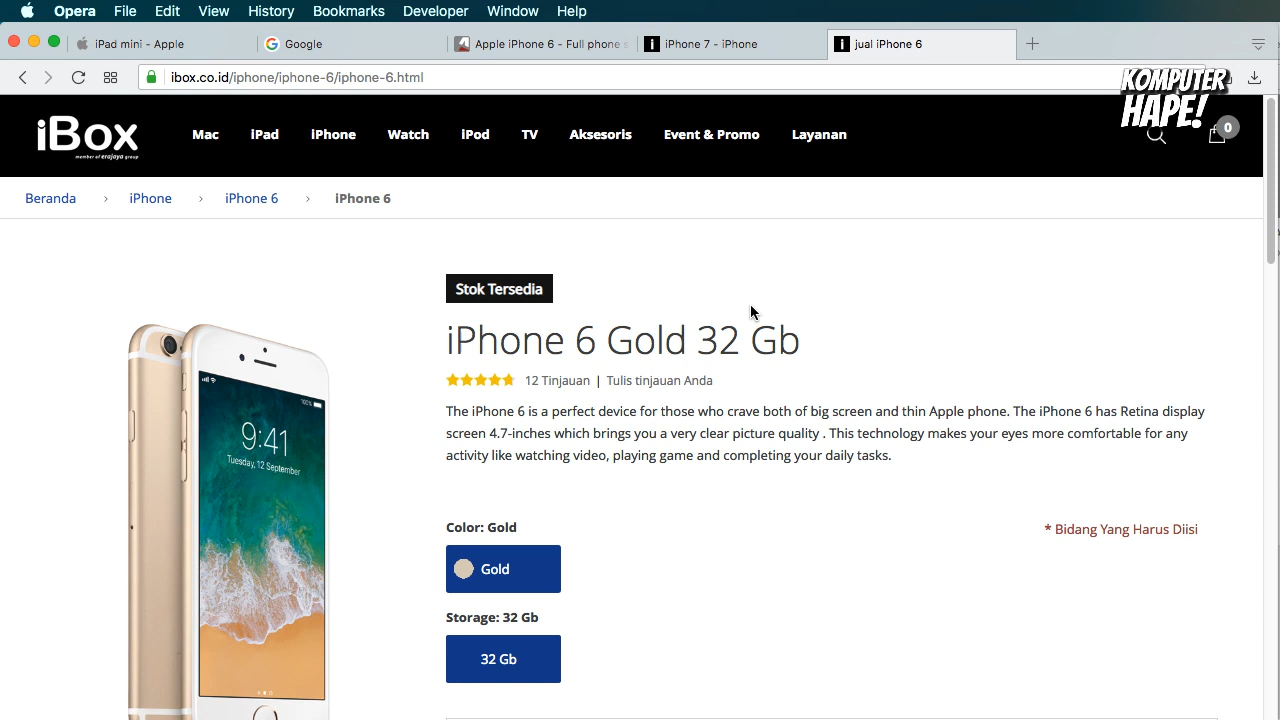 Opera File Edit View History Bookmarks Developer Window Help
iPad mini - Apple Google Apple iPhone 6 - Full phone s iPhone 7 - iPhone jual iPhone 6
ibox.co.id/iphone/iphone-6/iphone-6.html
KOMPUTER
HAPE!
iBox
member of erajaya group
Mac iPad iPhone Watch iPod TV Aksesoris Event & Promo Layanan
0
Beranda > iPhone > iPhone 6 > iPhone 6
Stok Tersedia
iPhone 6 Gold 32 Gb
12 Tinjauan | Tulis tinjauan Anda
The iPhone 6 is a perfect device for those who crave both of big screen and thin Apple phone. The iPhone 6 has Retina display
screen 4.7-inches which brings you a very clear picture quality . This technology makes your eyes more comfortable for any
activity like watching video, playing game and completing your daily tasks.
100%
9:41
Tuesday, 12 September
Color: Gold
* Bidang Yang Harus Diisi
Gold
Storage: 32 Gb
32 Gb